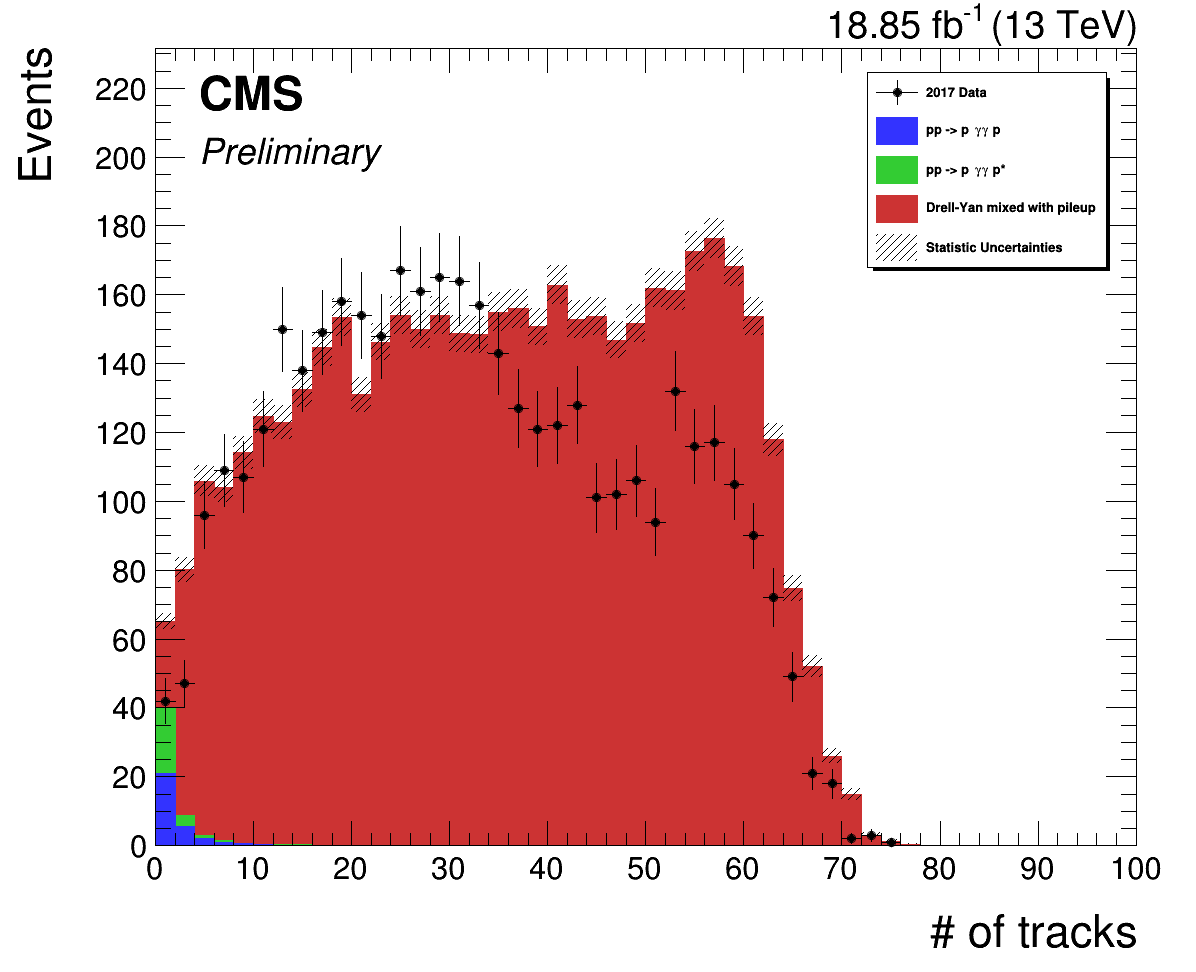 18.85 fb-1 (13 TeV)
Events
CMS
Preliminary
2017 Data
pp -> p γγ p
pp -> p γγ p*
Drell-Yan mixed with pileup
Statistic Uncertainties
220
200
180
160
140
120
100
80
60
40
20
0
0 10 20 30 40 50 60 70 80 90 100
# of tracks